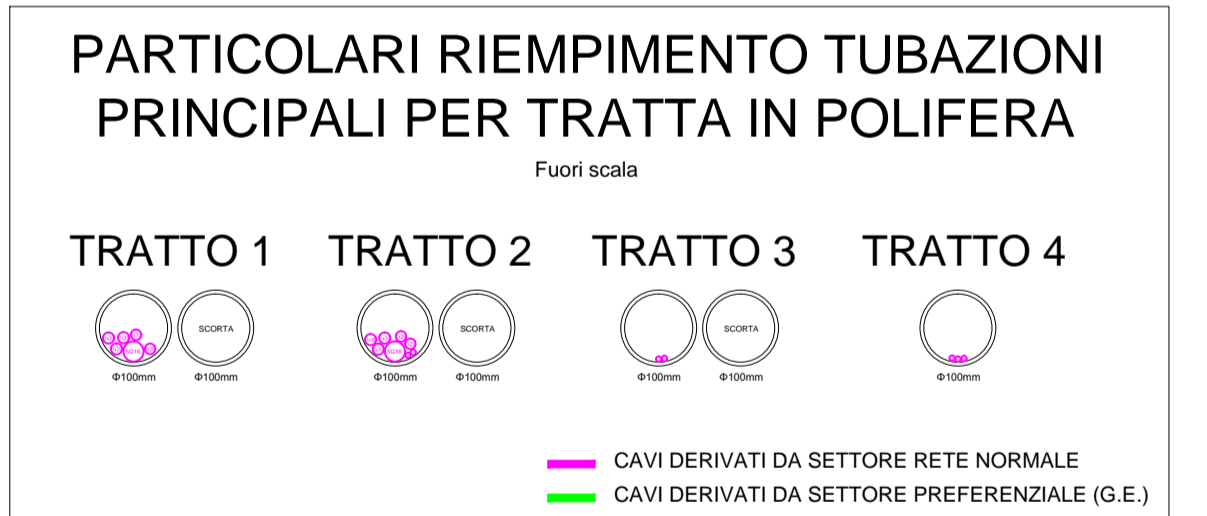 PARTICOLARI RIEMPIMENTO TUBAZIONI
PRINCIPALI PER TRATTA IN POLIFERA
Fuori scala
TRATTO 1 TRATTO 2 TRATTO 3 TRATTO 4
5G16 SCORTA 5G16 SCORTA SCORTA
Φ100mm Φ100mm Φ100mm Φ100mm Φ100mm Φ100mm Φ100mm
CAVI DERIVATI DA SETTORE RETE NORMALE
CAVI DERIVATI DA SETTORE PREFERENZIALE (G.E.)